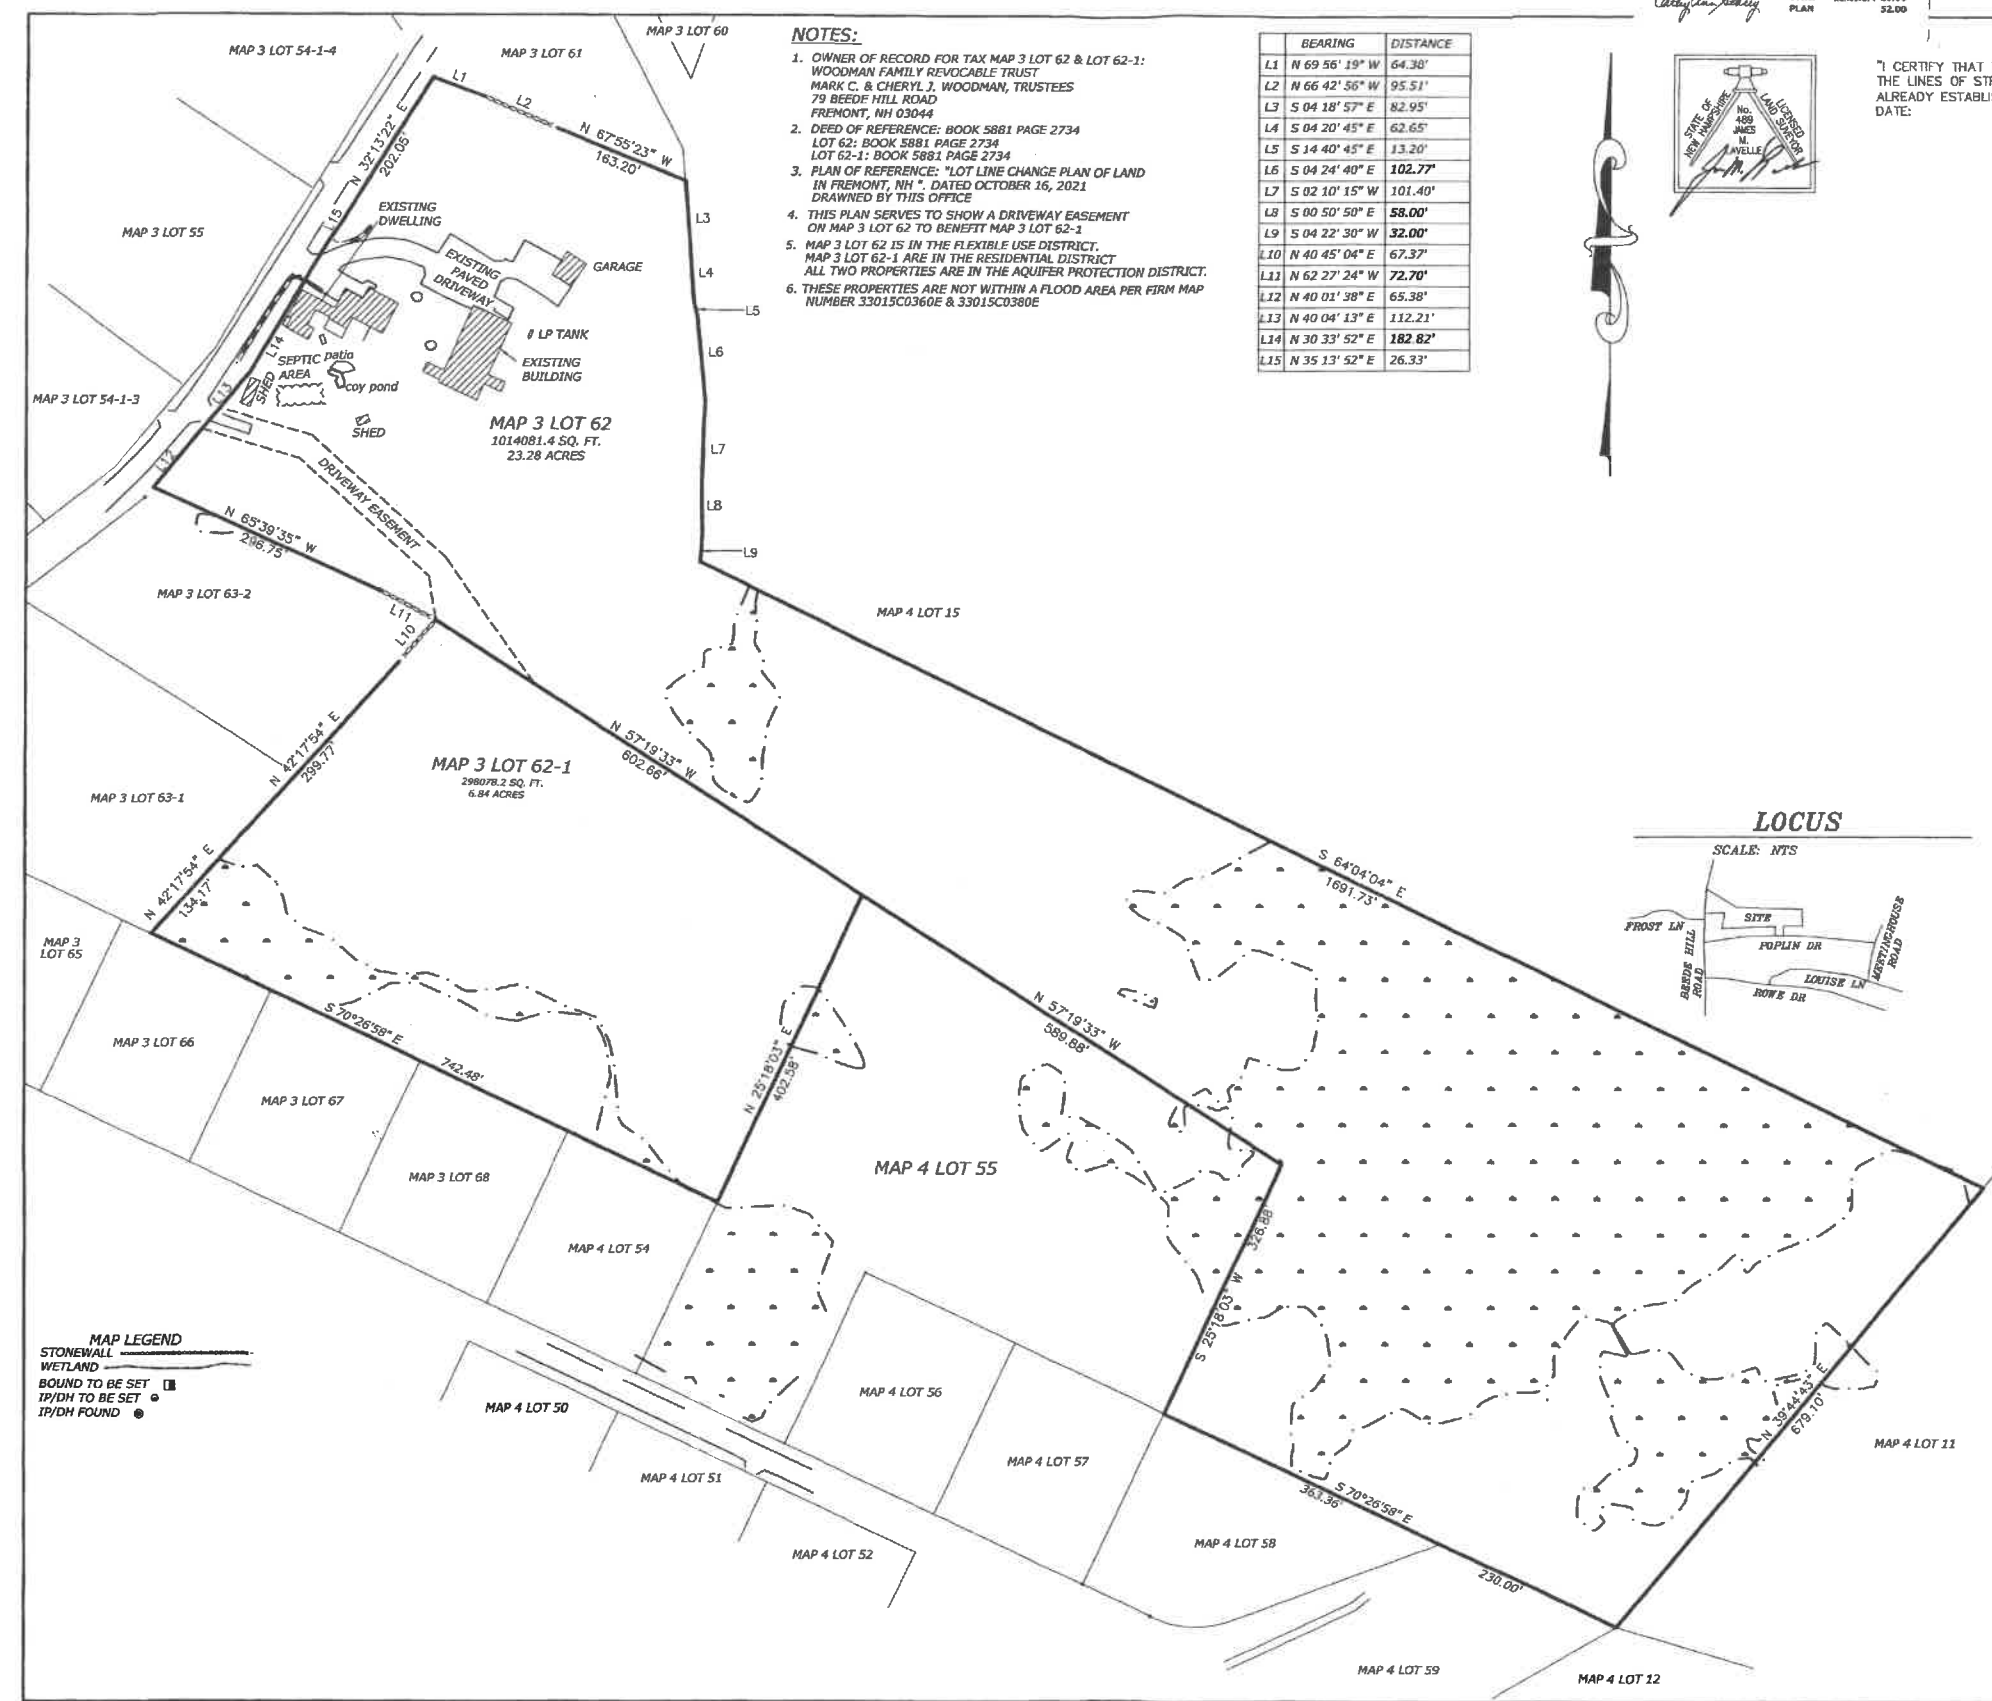 PLAN
52.00
NOTES:
1. OWNER OF RECORD FOR TAX MAP 3 LOT 62 & LOT 62-1:
WOODMAN FAMILY REVOCABLE TRUST
MARK C. & CHERYL J. WOODMAN, TRUSTEES
79 BEEDE HILL ROAD
FREMONT, NH 03044
2. DEED OF REFERENCE: BOOK 5881 PAGE 2734
LOT 62: BOOK 5881 PAGE 2734
LOT 62-1: BOOK 5881 PAGE 2734
3. PLAN OF REFERENCE: "LOT LINE CHANGE PLAN OF LAND
IN FREMONT, NH ". DATED OCTOBER 16, 2021
DRAWNED BY THIS OFFICE
4. THIS PLAN SERVES TO SHOW A DRIVEWAY EASEMENT
ON MAP 3 LOT 62 TO BENEFIT MAP 3 LOT 62-1
5. MAP 3 LOT 62 IS IN THE FLEXIBLE USE DISTRICT.
MAP 3 LOT 62-1 ARE IN THE RESIDENTIAL DISTRICT
ALL TWO PROPERTIES ARE IN THE AQUIFER PROTECTION DISTRICT.
6. THESE PROPERTIES ARE NOT WITHIN A FLOOD AREA PER FIRM MAP
NUMBER 33015C0360E & 33015C0380E
BEARING DISTANCE
L1 N 69 56' 19" W 64.38'
L2 N 66 42' 56" W 95.51'
L3 S 04 18' 57" E 82.95'
L4 S 04 20' 45" E 62.65'
L5 S 14 40' 45" E 13.20'
L6 S 04 24' 40" E 102.77'
L7 S 02 10' 15" W 101.40'
L8 S 00 50' 50" E 58.00'
L9 S 04 22' 30" W 32.00'
L10 N 40 45' 04" E 67.37'
L11 N 62 27' 24" W 72.70'
L12 N 40 01' 38" E 65.38'
L13 N 40 04' 13" E 112.21'
L14 N 30 33' 52" E 182.82'
L15 N 35 13' 52" E 26.33'
STATE OF
NEW HAMPSHIRE
No.
489
JAMES
M.
LAVELLE
LICENSED
LAND SURVEYOR
"I CERTIFY THAT
THE LINES OF
ALREADY
DATE:
MAP 3 LOT 54-1-4
MAP 3 LOT 61
MAP 3 LOT 60
L1
L2
N 67°55'23" W
163.20'
N 32°13'22" E
202.05'
L15
L3
L4
L5
L6
L7
L8
L9
MAP 3 LOT 55
EXISTING
DWELLING
EXISTING
PAVED
DRIVEWAY
GARAGE
LP TANK
EXISTING
BUILDING
L14
SEPTIC
AREA
patio
coy pond
SHED
SHED
L13
L12
MAP 3 LOT 54-1-3
MAP 3 LOT 62
1014081.4 SQ. FT.
23.28 ACRES
DRIVEWAY EASEMENT
N 65°39'35" W
296.75'
L11
L10
MAP 3 LOT 63-2
MAP 4 LOT 15
N 42°17'54" E
299.77'
N 57°19'33" W
602.66'
MAP 3 LOT 62-1
298078.2 SQ. FT.
6.84 ACRES
MAP 3 LOT 63-1
N 42°17'54" E
134.17'
S 64°04'04" E
1691.73'
LOCUS
SCALE: NTS
FROST LN
SITE
POPLIN DR
BEEDE HILL
ROAD
LOUISE LN
ROWE DR
MEETINGHOUSE
ROAD
MAP 3
LOT 65
S 70°26'58" E
742.48'
N 25°18'03" E
402.58'
N 57°19'33" W
589.88'
MAP 3 LOT 66
MAP 3 LOT 67
MAP 3 LOT 68
MAP 4 LOT 55
MAP 4 LOT 54
S 25°18'03" W
326.88'
MAP LEGEND
STONEWALL
WETLAND
BOUND TO BE SET
IP/DH TO BE SET
IP/DH FOUND
MAP 4 LOT 50
MAP 4 LOT 56
MAP 4 LOT 51
MAP 4 LOT 57
MAP 4 LOT 52
MAP 4 LOT 58
N 39°44'43" E
679.10'
MAP 4 LOT 11
S 70°26'58" E
363.36'
230.00'
MAP 4 LOT 59
MAP 4 LOT 12